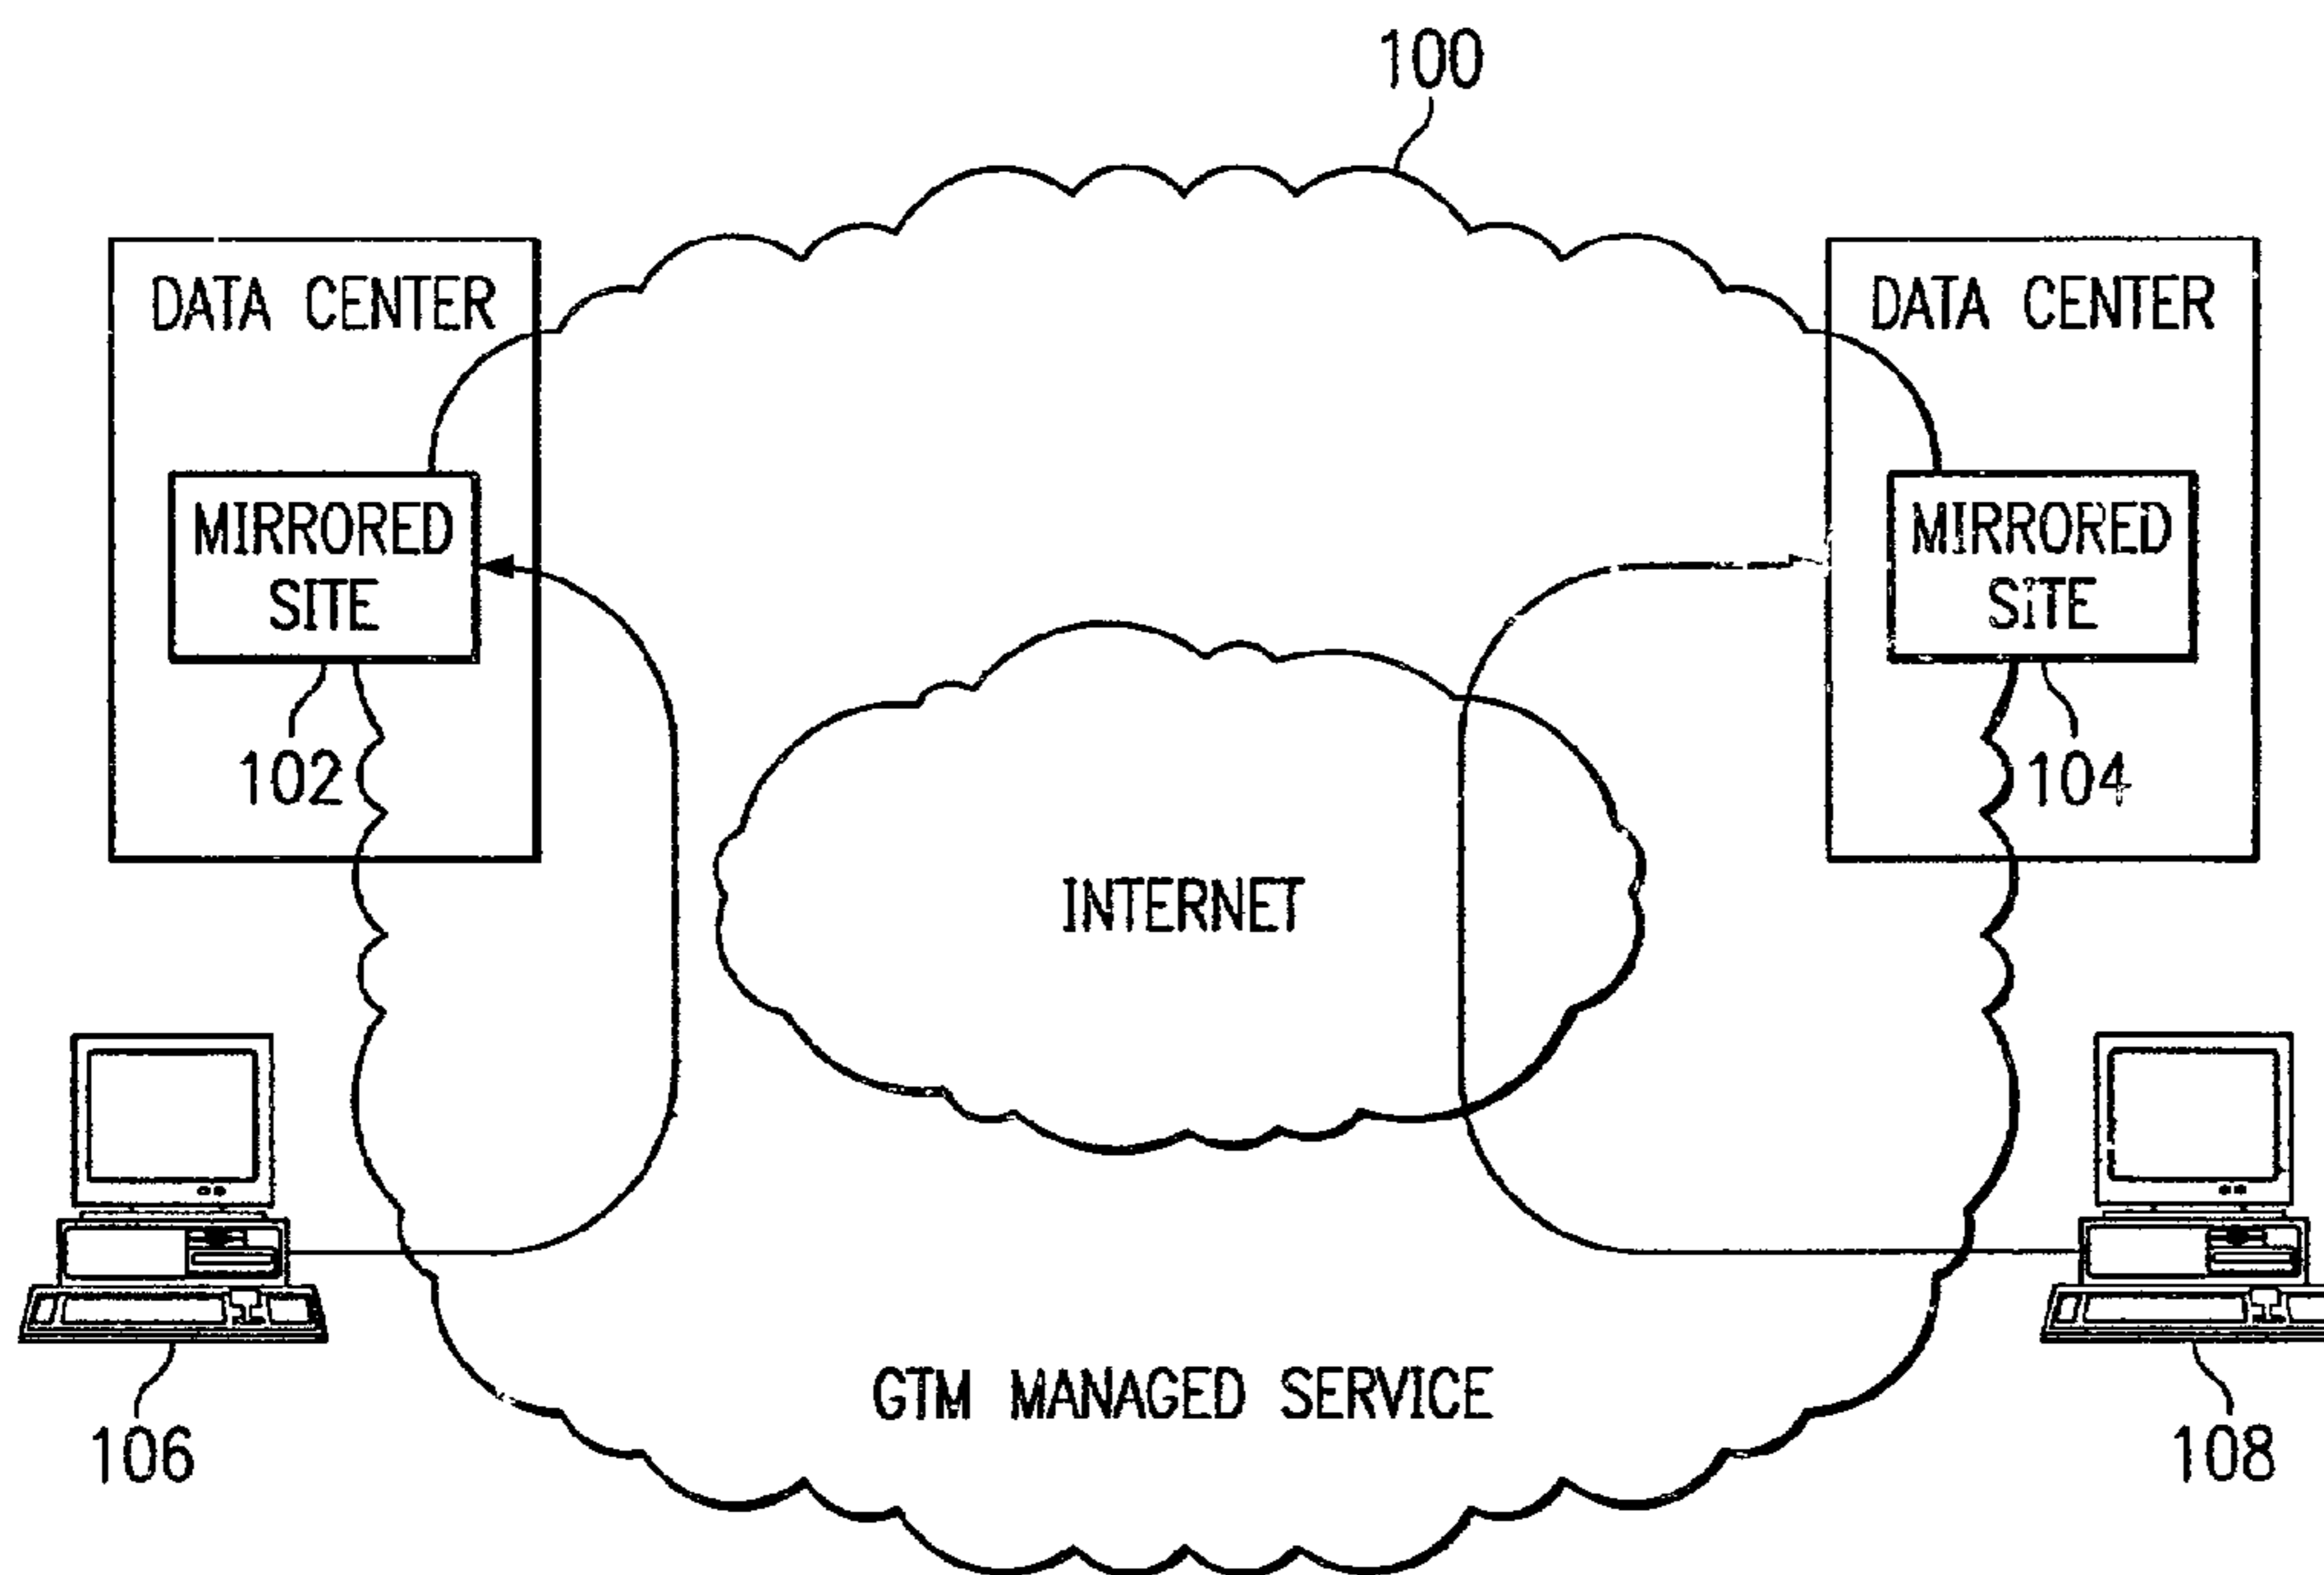 100
DATA CENTER
DATA CENTER
MIRRORED
SITE
MIRRORED
SITE
102
104
INTERNET
GTM MANAGED SERVICE
106
108